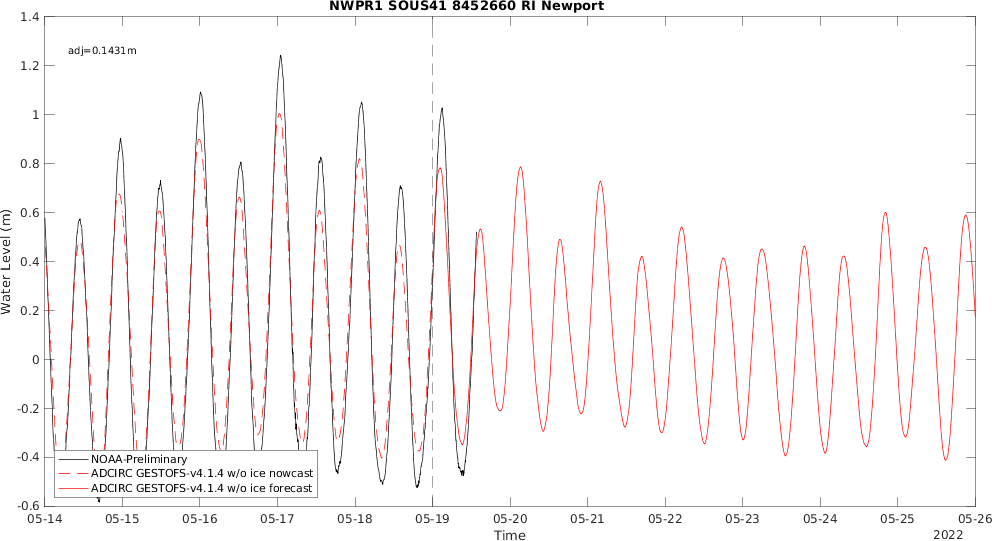 NWPR1 SOUS41 8452660 RI Newport
adj=0.1431m
Water Level (m)
1.4
1.2
1
0.8
0.6
0.4
0.2
0
-0.2
-0.4
-0.6
NOAA-Preliminary
ADCIRC GESTOFS-v4.1.4 w/o ice nowcast
ADCIRC GESTOFS-v4.1.4 w/o ice forecast
05-14 05-15 05-16 05-17 05-18 05-19 05-20 05-21 05-22 05-23 05-24 05-25 05-26
Time
2022